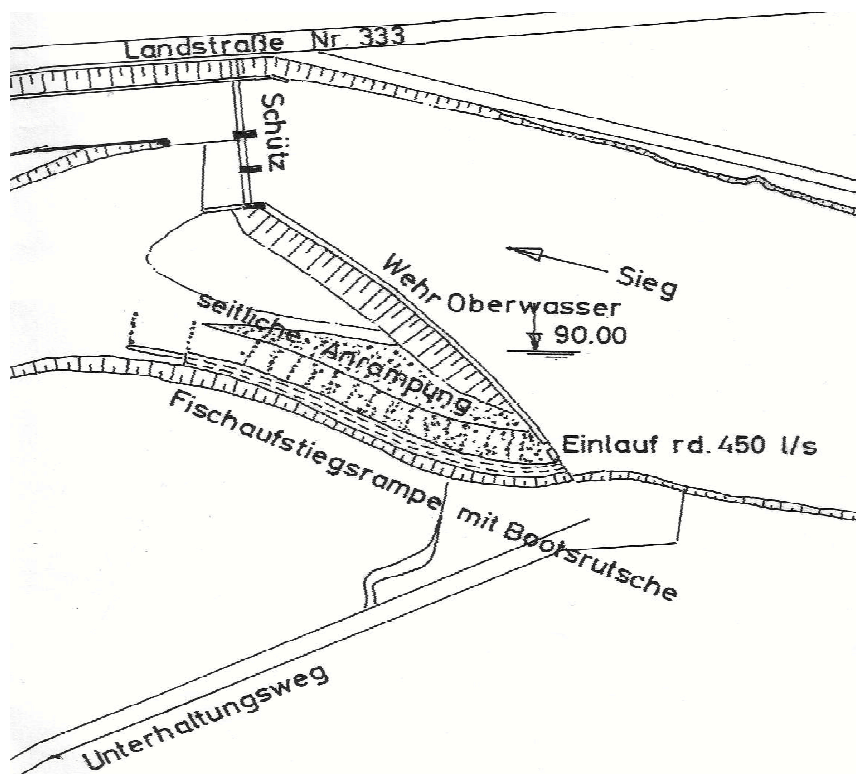 Landstraße Nr. 333
Schütz
Sieg
Wehr
Oberwasser
90.00
seitliche Anrampung
Einlauf rd. 450 l/s
Fischaufstiegsrampe mit Bootsrutsche
Unterhaltungsweg